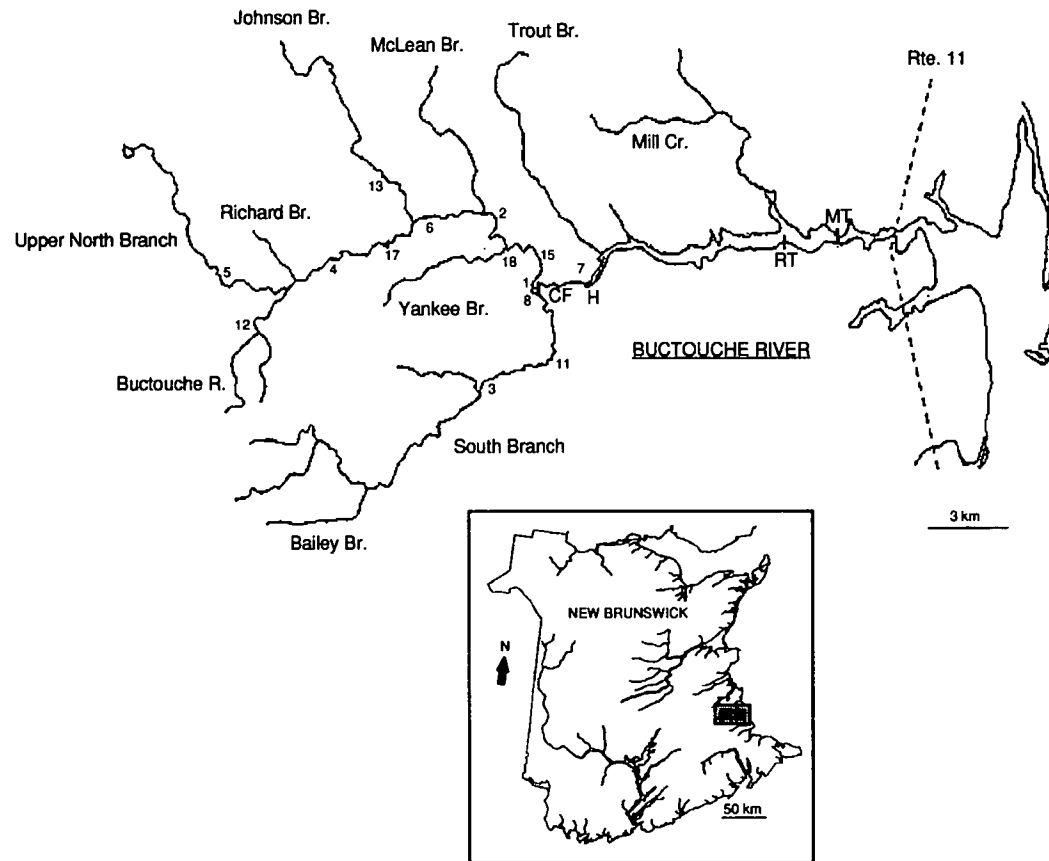 Johnson Br.
McLean Br.
Trout Br.
Rte. 11
Mill Cr.
13
Richard Br.
2
6
MT
Upper North Branch
17
4
18
15
7
RT
5
1
CF
H
8
Yankee Br.
12
BUCTOUCHE RIVER
11
Buctouche R.
3
South Branch
3 km
Bailey Br.
NEW BRUNSWICK
N
50 km